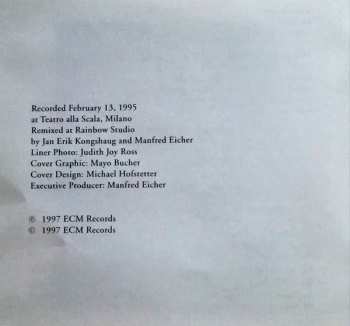 Recorded February 13, 1995
at Teatro alla Scala, Milano
Remixed at Rainbow Studio
by Jan Erik Kongshaug and Manfred Eicher
Liner Photo: Judith Joy Ross
Cover Graphic: Mayo Bucher
Cover Design: Michael Hofstetter
Executive Producer: Manfred Eicher
℗ 1997 ECM Records
© 1997 ECM Records